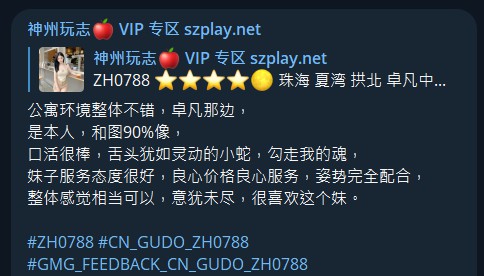 神州玩志🍎 VIP 专区 szplay.net
神州玩志🍎 VIP 专区 szplay.net
ZH0788 ⭐⭐⭐⭐🌕 珠海 夏湾 拱北 卓凡中...
公寓环境整体不错，卓凡那边，
是本人，和图90%像，
口活很棒，舌头犹如灵动的小蛇，勾走我的魂，
妹子服务态度很好，良心价格良心服务，姿势完全配合，
整体感觉相当可以，意犹未尽，很喜欢这个妹。
#ZH0788 #CN_GUDO_ZH0788
#GMG_FEEDBACK_CN_GUDO_ZH0788